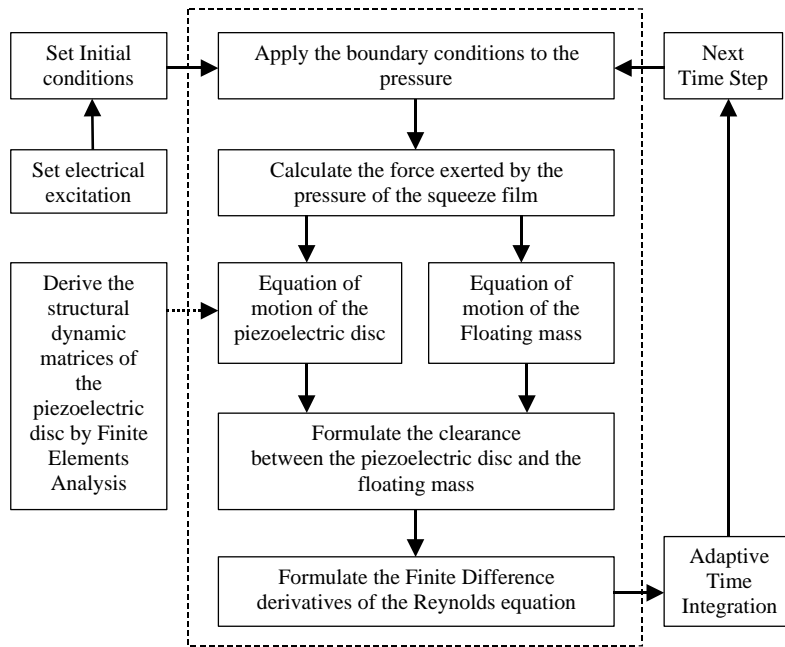 Set Initial
conditions
Apply the boundary conditions to the
pressure
Next
Time Step
Set electrical
excitation
Calculate the force exerted by the
pressure of the squeeze film
Derive the
structural
dynamic
matrices of
the
piezoelectric
disc by Finite
Elements
Analysis
Equation of
motion of the
piezoelectric disc
Equation of
motion of the
Floating mass
Formulate the clearance
between the piezoelectric disc and the
floating mass
Formulate the Finite Difference
derivatives of the Reynolds equation
Adaptive
Time
Integration